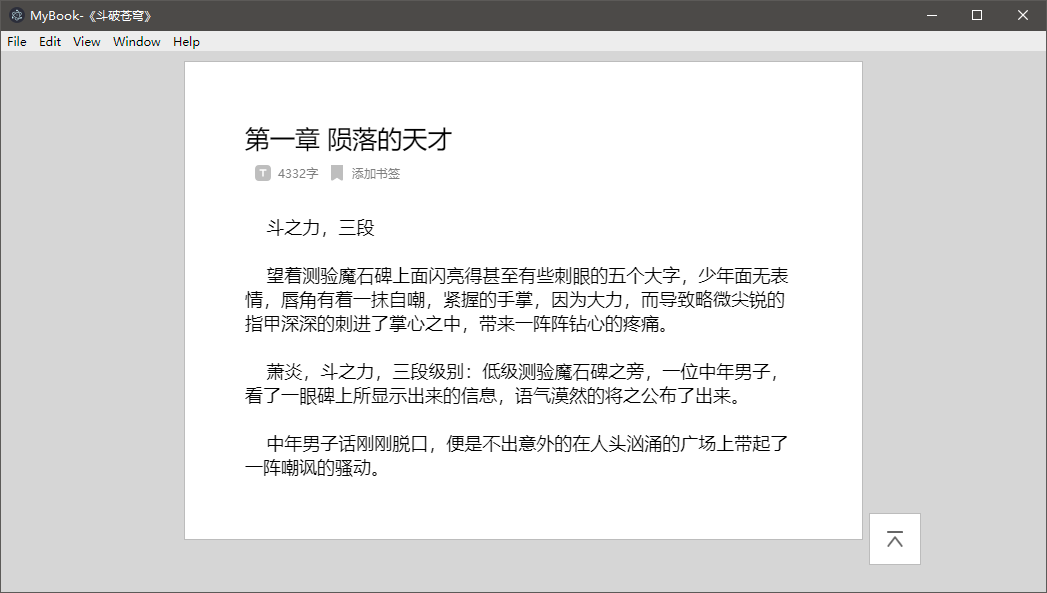 MyBook-《斗破苍穹》
File Edit View Window Help
第一章 陨落的天才
T 4332字 添加书签
斗之力，三段
望着测验魔石碑上面闪亮得甚至有些刺眼的五个大字，少年面无表
情，唇角有着一抹自嘲，紧握的手掌，因为大力，而导致略微尖锐的
指甲深深的刺进了掌心之中，带来一阵阵钻心的疼痛。
萧炎，斗之力，三段级别：低级测验魔石碑之旁，一位中年男子，
看了一眼碑上所显示出来的信息，语气漠然的将之公布了出来。
中年男子话刚刚脱口，便是不出意外的在人头汹涌的广场上带起了
一阵嘲讽的骚动。